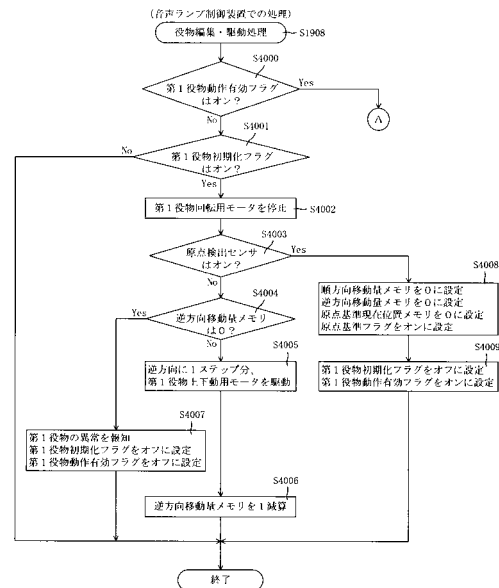 (音声ランプ制御装置での処理)
役物編集・駆動処理
S1908
S4000
第1役物動作有効フラグ
はオン?
Yes
No
A
S4001
第1役物初期化フラグ
はオン?
No
Yes
S4002
第1役物回転用モータを停止
S4003
原点検出センサ
はオン?
Yes
No
S4004
逆方向移動量メモリ
は0?
Yes
No
S4008
順方向移動量メモリを0に設定
逆方向移動量メモリを0に設定
原点基準現在位置メモリを0に設定
原点基準フラグをオンに設定
S4005
逆方向に1ステップ分、
第1役物上下動用モータを駆動
S4009
第1役物初期化フラグをオフに設定
第1役物動作有効フラグをオンに設定
S4007
第1役物の異常を報知
第1役物初期化フラグをオフに設定
第1役物動作有効フラグをオフに設定
S4006
逆方向移動量メモリを1減算
終了